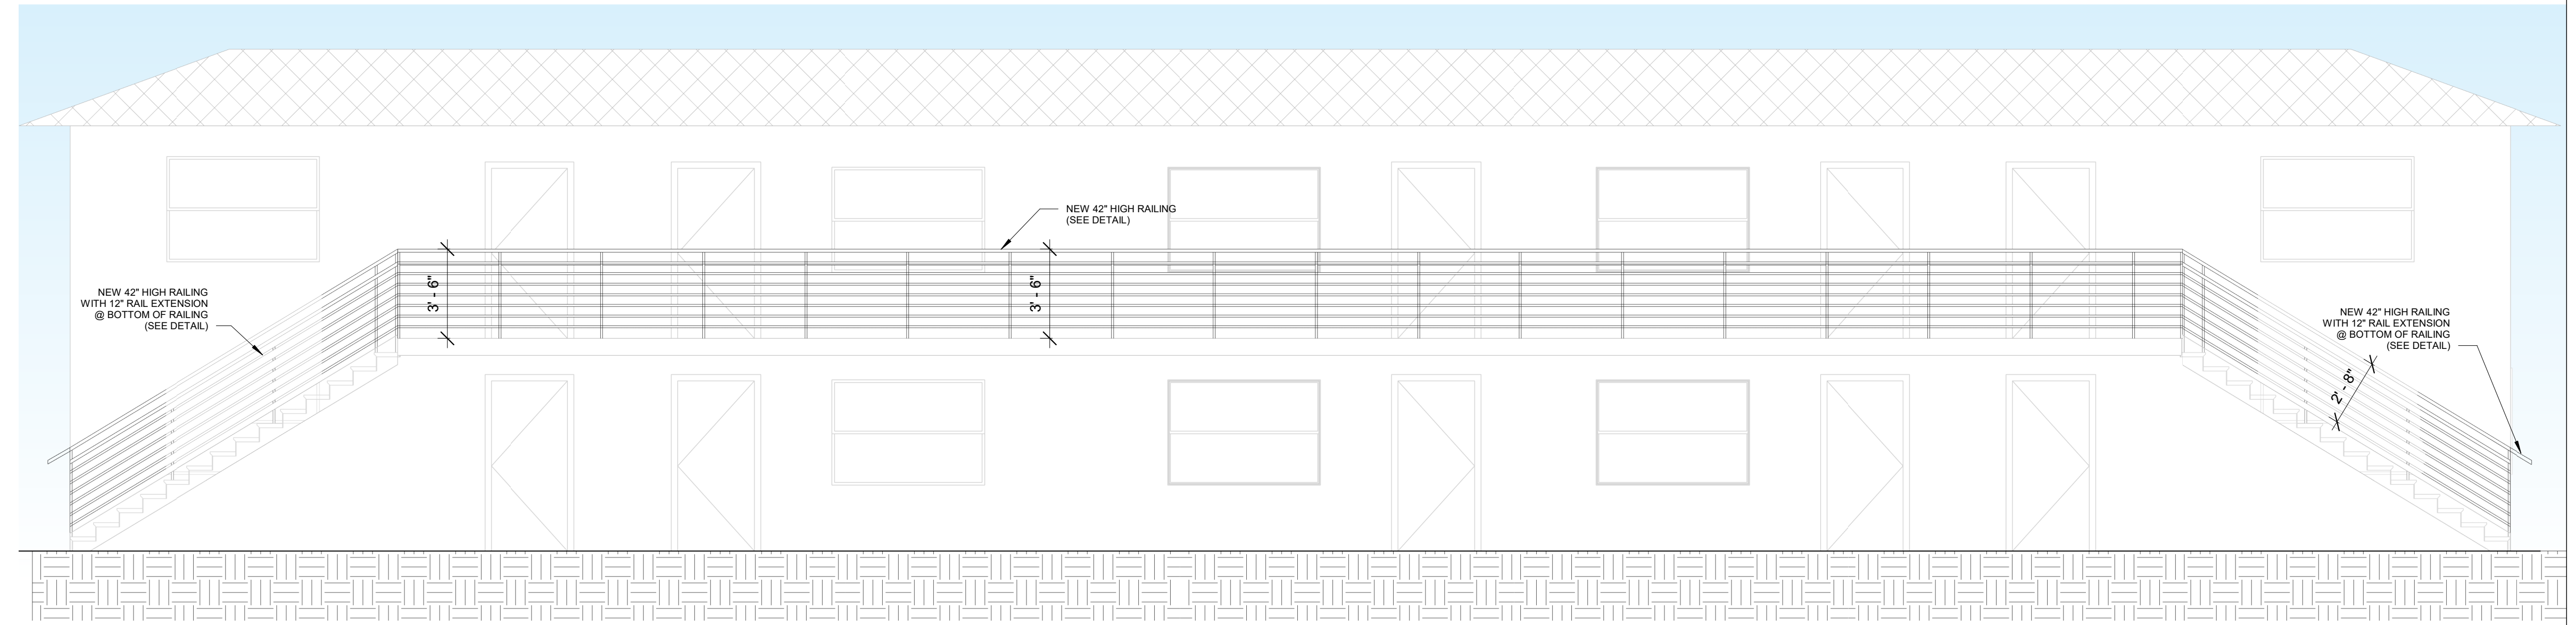 NEW 42" HIGH RAILING
(SEE DETAIL)
3' - 6"
3' - 6"
NEW 42" HIGH RAILING
WITH 12" RAIL EXTENSION
@ BOTTOM OF RAILING
(SEE DETAIL)
NEW 42" HIGH RAILING
WITH 12" RAIL EXTENSION
@ BOTTOM OF RAILING
(SEE DETAIL)
2' - 8"